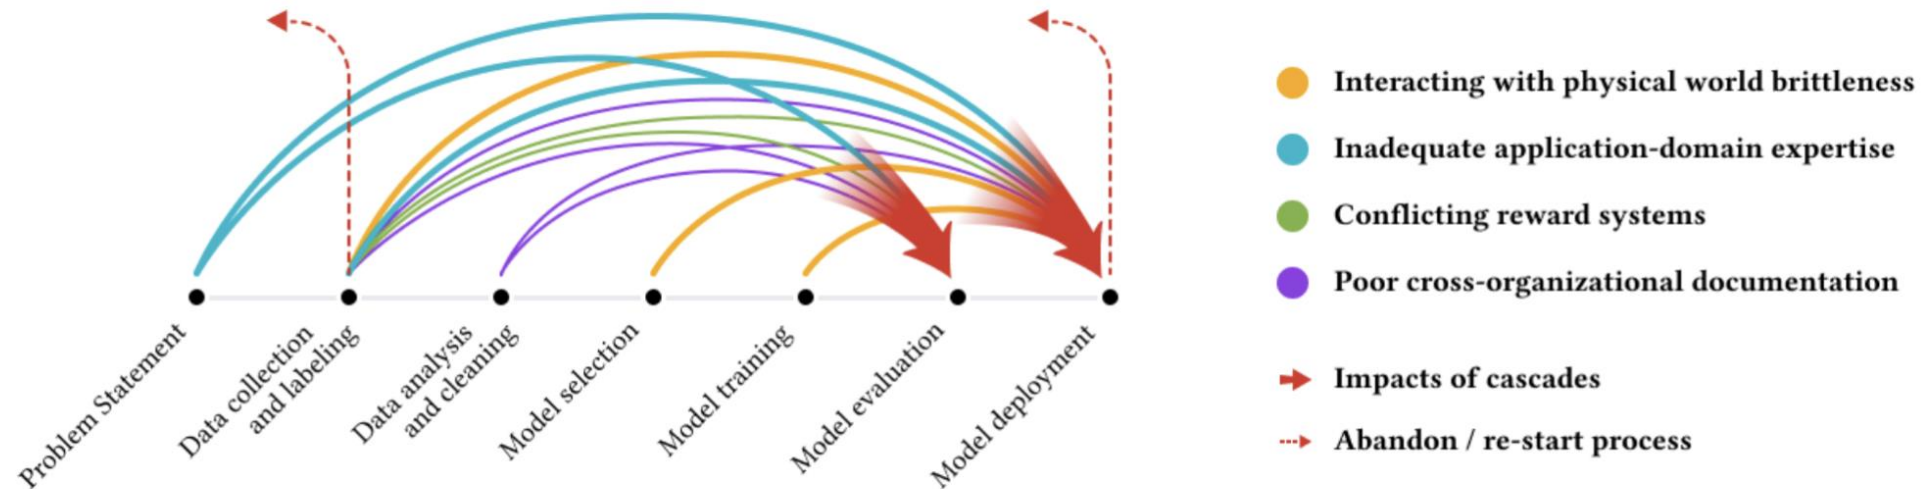 Problem Statement
Data collection
and labeling
Data analysis
and cleaning
Model selection
Model training
Model evaluation
Model deployment
Interacting with physical world brittleness
Inadequate application-domain expertise
Conflicting reward systems
Poor cross-organizational documentation
Impacts of cascades
Abandon / re-start process